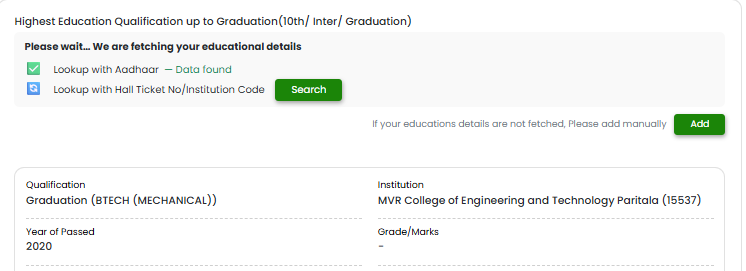 Highest Education Qualification up to Graduation(10th/ Inter/ Graduation)
Please wait... We are fetching your educational details
Lookup with Aadhaar — Data found
Lookup with Hall Ticket No/Institution Code Search
If your educations details are not fetched, Please add manually Add
Qualification Institution
Graduation (BTECH (MECHANICAL)) MVR College of Engineering and Technology Paritala (15537)
Year of Passed Grade/Marks
2020 -